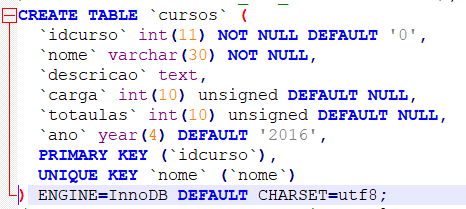 CREATE TABLE `cursos` (
`idcurso` int(11) NOT NULL DEFAULT '0',
`nome` varchar(30) NOT NULL,
`descricao` text,
`carga` int(10) unsigned DEFAULT NULL,
`totaulas` int(10) unsigned DEFAULT NULL,
`ano` year(4) DEFAULT '2016',
PRIMARY KEY (`idcurso`),
UNIQUE KEY `nome` (`nome`)
) ENGINE=InnoDB DEFAULT CHARSET=utf8;